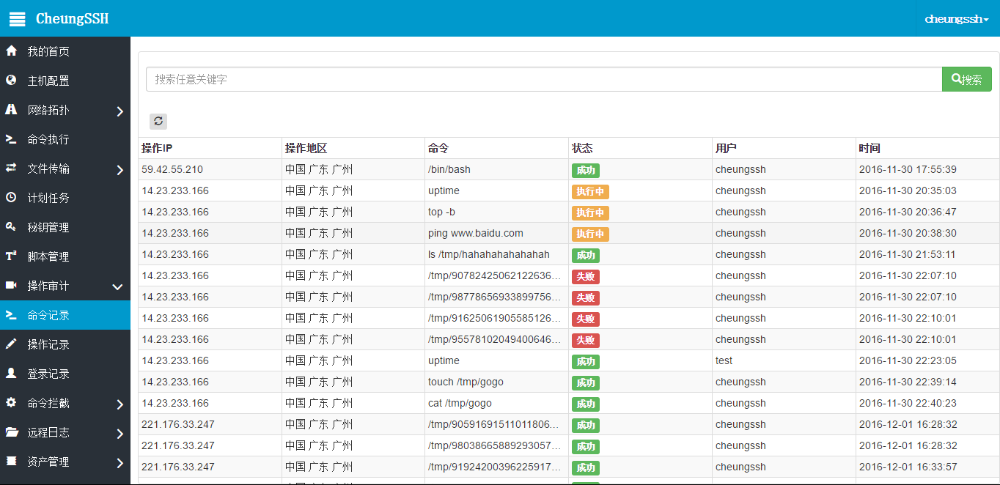 CheungSSH
cheungssh
我的首页
主机配置
网络拓扑
命令执行
文件传输
计划任务
秘钥管理
脚本管理
操作审计
命令记录
操作记录
登录记录
命令拦截
远程日志
资产管理
搜索任意关键字
搜索
操作IP 操作地区 命令 状态 用户 时间
59.42.55.210 中国 广东 广州 /bin/bash 成功 cheungssh 2016-11-30 17:55:39
14.23.233.166 中国 广东 广州 uptime 执行中 cheungssh 2016-11-30 20:35:03
14.23.233.166 中国 广东 广州 top -b 执行中 cheungssh 2016-11-30 20:36:47
14.23.233.166 中国 广东 广州 ping www.baidu.com 执行中 cheungssh 2016-11-30 20:38:30
14.23.233.166 中国 广东 广州 ls /tmp/hahahahahahahah 成功 cheungssh 2016-11-30 21:53:11
14.23.233.166 中国 广东 广州 /tmp/90782425062122636... 失败 cheungssh 2016-11-30 22:07:10
14.23.233.166 中国 广东 广州 /tmp/98778656933899756... 失败 cheungssh 2016-11-30 22:07:10
14.23.233.166 中国 广东 广州 /tmp/91625061905585126... 失败 cheungssh 2016-11-30 22:10:01
14.23.233.166 中国 广东 广州 /tmp/95578102049400646... 失败 cheungssh 2016-11-30 22:10:01
14.23.233.166 中国 广东 广州 uptime 成功 test 2016-11-30 22:23:05
14.23.233.166 中国 广东 广州 touch /tmp/gogo 成功 cheungssh 2016-11-30 22:39:14
14.23.233.166 中国 广东 广州 cat /tmp/gogo 成功 cheungssh 2016-11-30 22:40:23
221.176.33.247 中国 广东 广州 /tmp/90591691511011806... 成功 cheungssh 2016-12-01 16:28:32
221.176.33.247 中国 广东 广州 /tmp/98038665889293057... 成功 cheungssh 2016-12-01 16:28:32
221.176.33.247 中国 广东 广州 /tmp/91924200396225917... 成功 cheungssh 2016-12-01 16:33:57